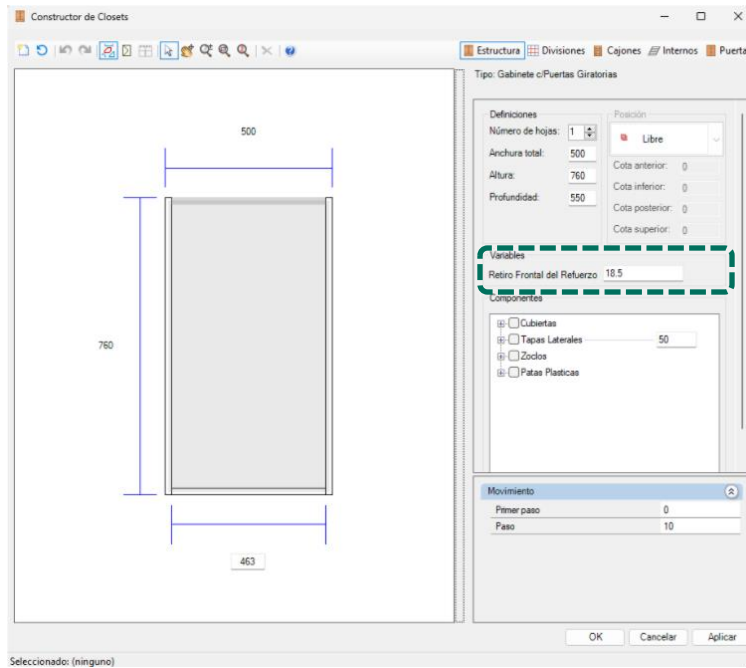 Constructor de Closets
Estructura Divisiones Cajones Internos Puerta
Tipo: Gabinete c/Puertas Giratorias
Definiciones
Número de hojas: 1
Anchura total: 500
Altura: 760
Profundidad: 550
Posición
Libre
Cota anterior: 0
Cota inferior: 0
Cota posterior: 0
Cota superior: 0
Variables
Retiro Frontal del Refuerzo 18.5
Componentes
Cubiertas
Tapas Laterales 50
Zoclos
Patas Plasticas
500
760
463
Movimiento
Primer paso 0
Paso 10
OK Cancelar Aplicar
Seleccionado: (ninguno)